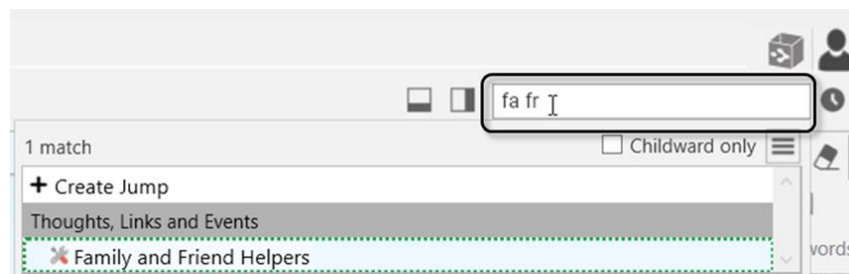 fa fr
1 match
Childward only
+ Create Jump
Thoughts, Links and Events
Family and Friend Helpers